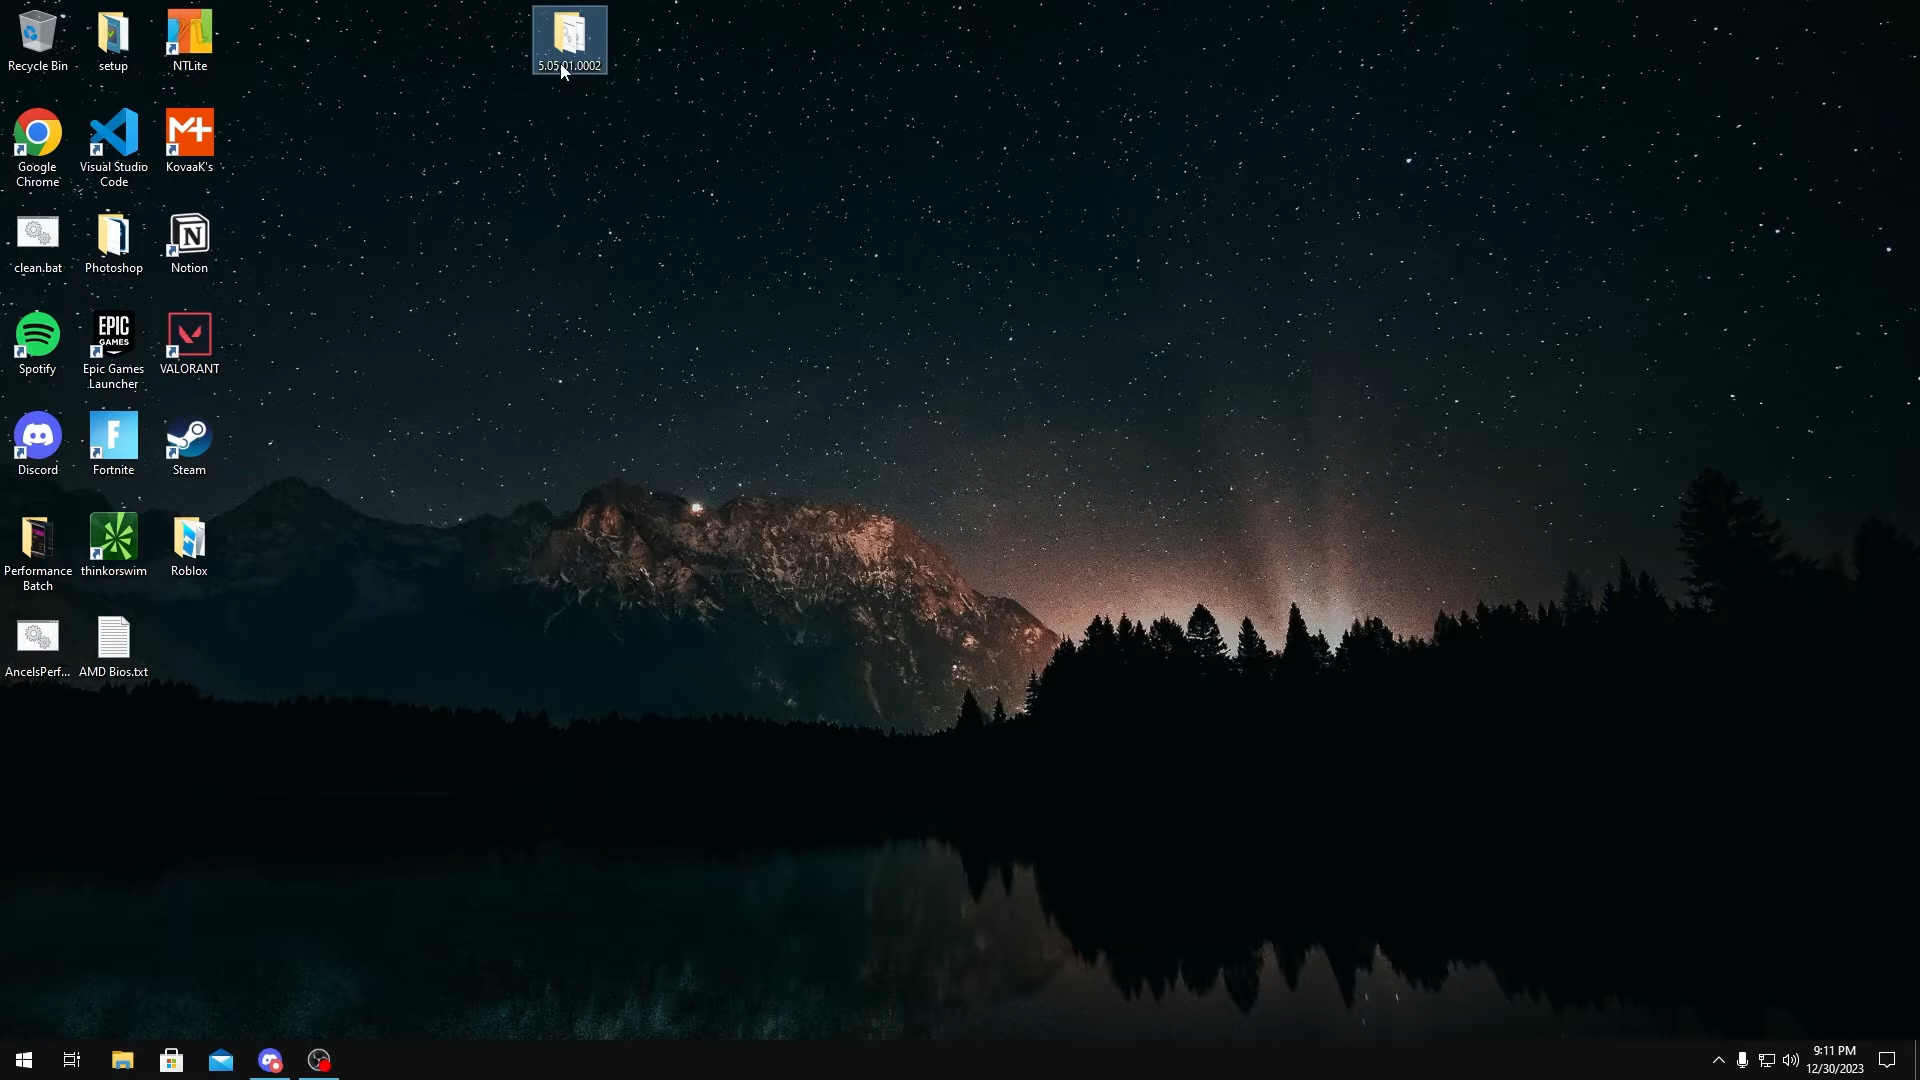 Recycle Bin
setup
NTLite
5.05.01.0002
Google
Chrome
Visual Studio
Code
M+
KovaaK's
clean.bat
Photoshop
N
Notion
Spotify
EPIC
GAMES
Epic Games
Launcher
VALORANT
Discord
F
Fortnite
Steam
Performance
Batch
thinkorswim
Roblox
AncelsPerf...
AMD Bios.txt
9:11 PM
12/30/2023